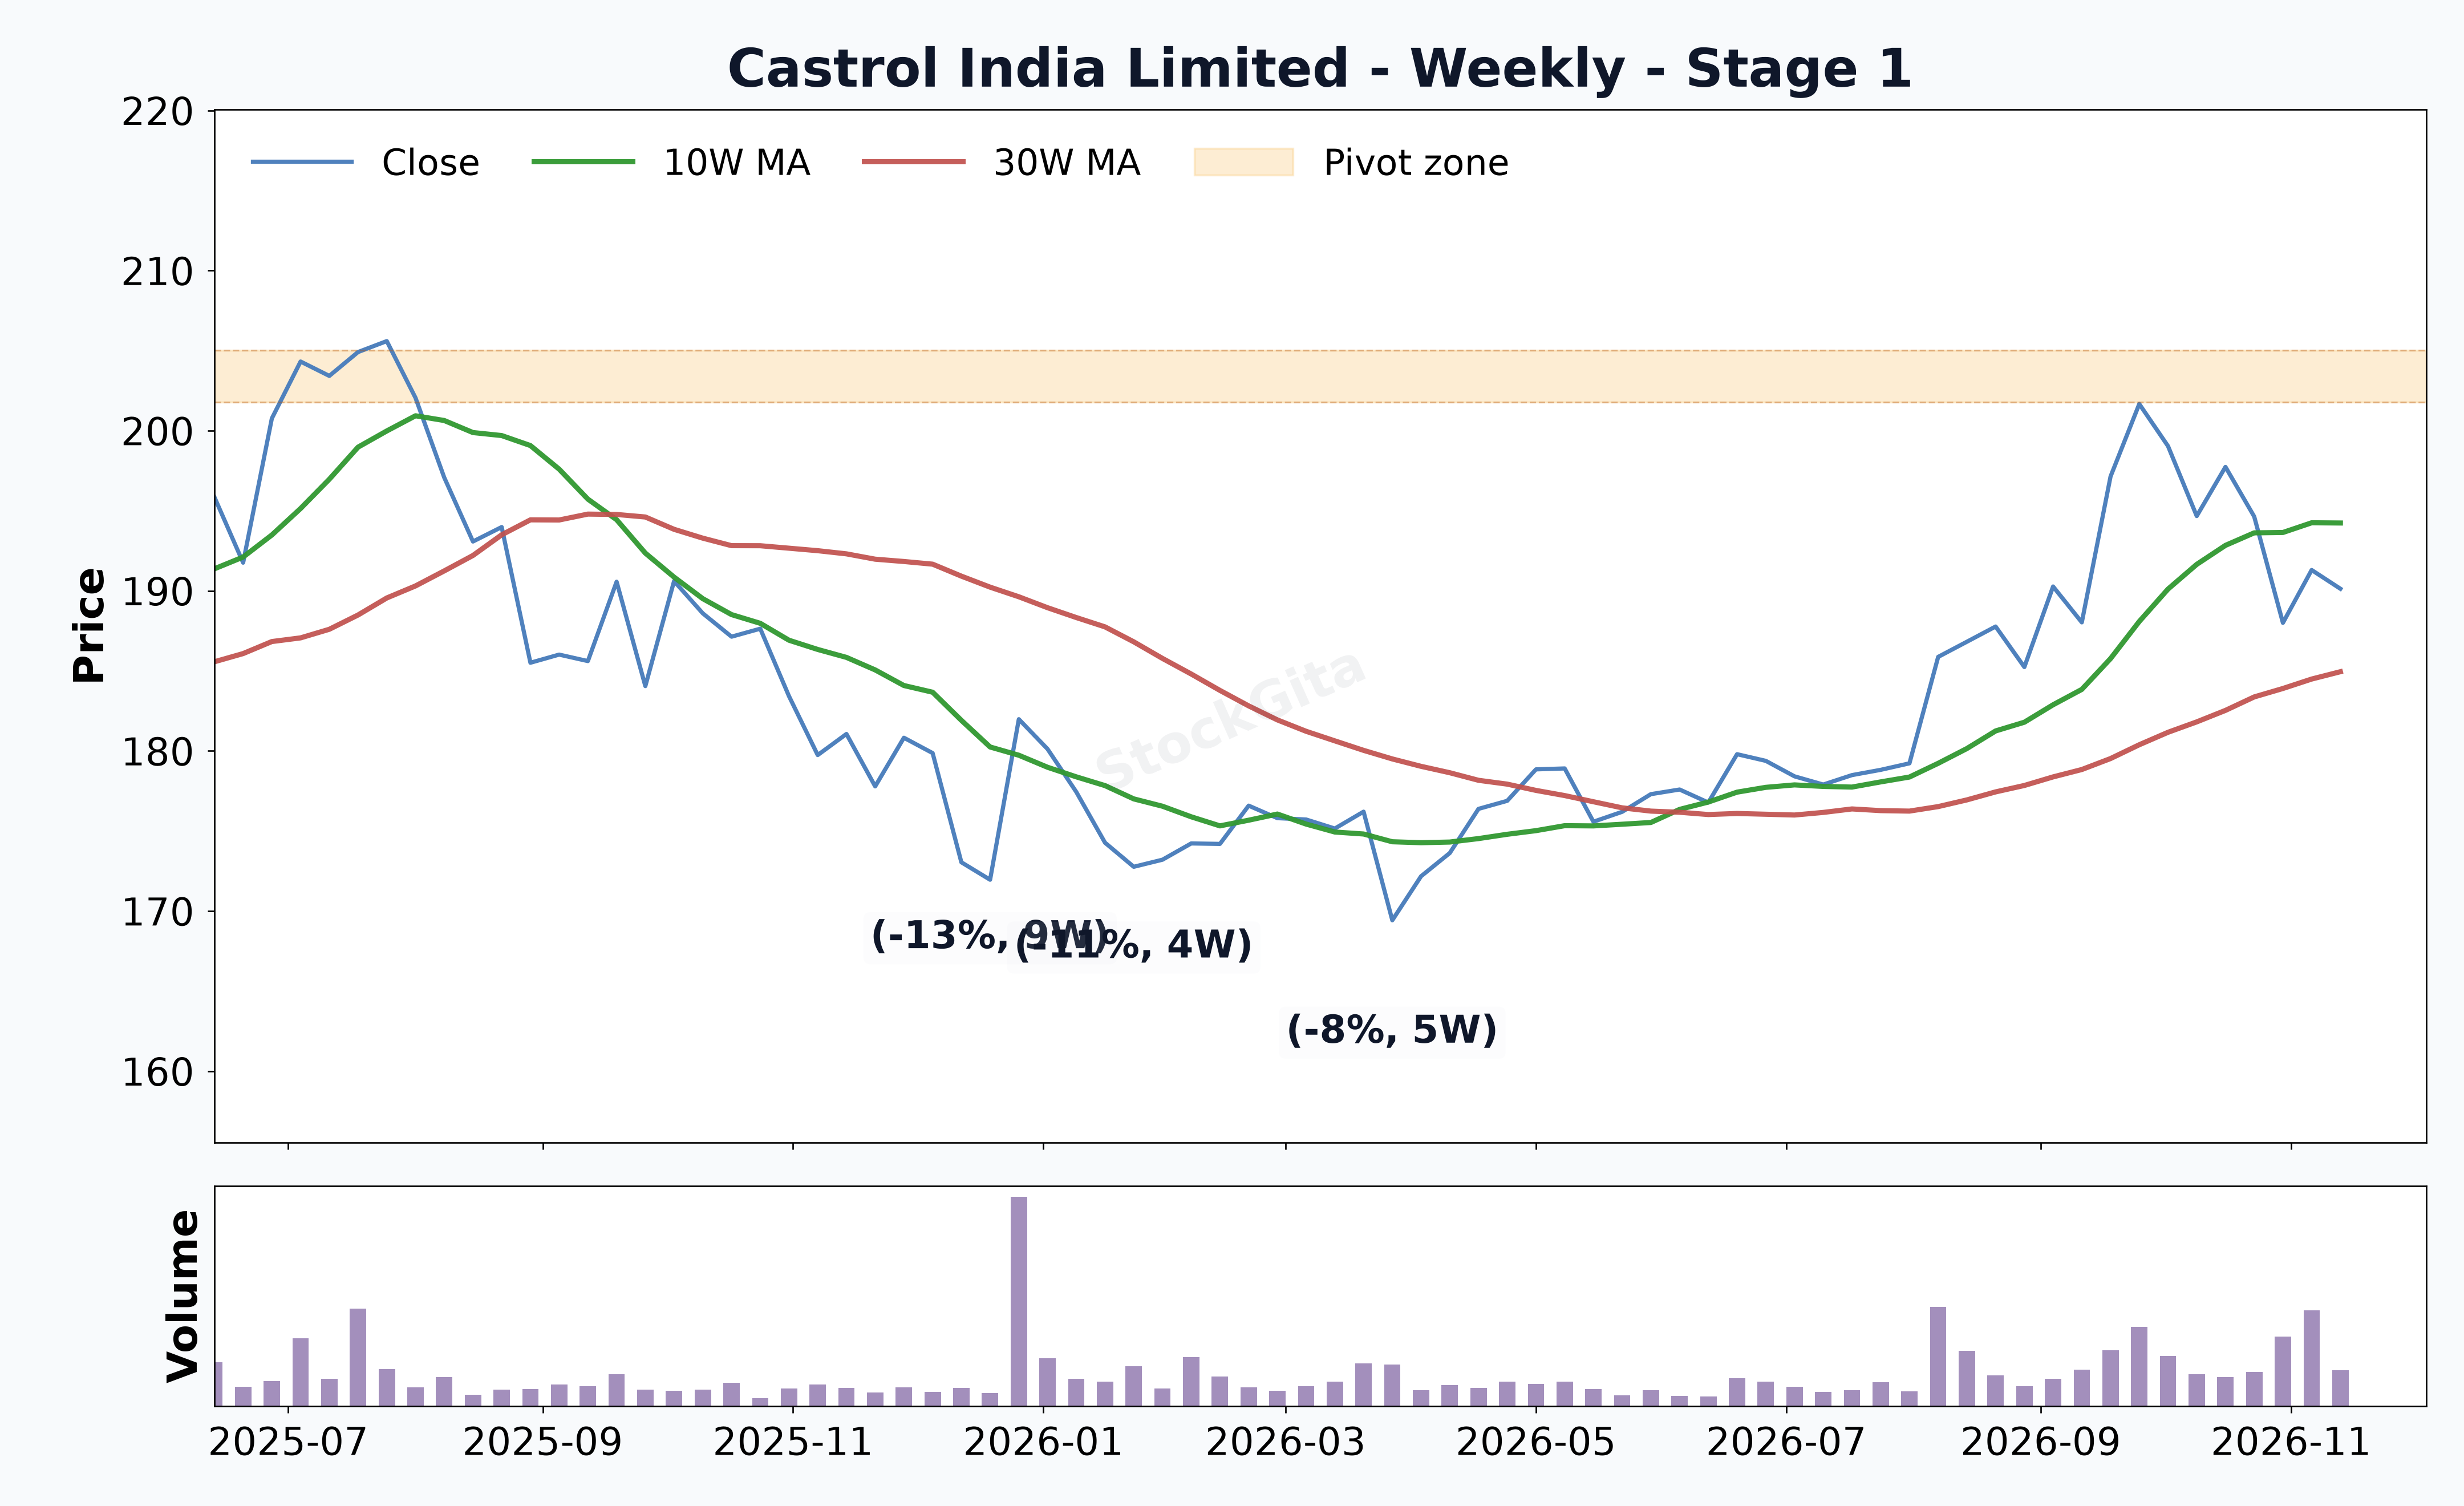 Castrol India Limited - Weekly - Stage 1
Close 10W MA 30W MA Pivot zone
220
210
200
190
180
170
160
Price
StockGita
(-13%, 9W)
(-11%, 4W)
(-8%, 5W)
Volume
2025-07 2025-09 2025-11 2026-01 2026-03 2026-05 2026-07 2026-09 2026-11